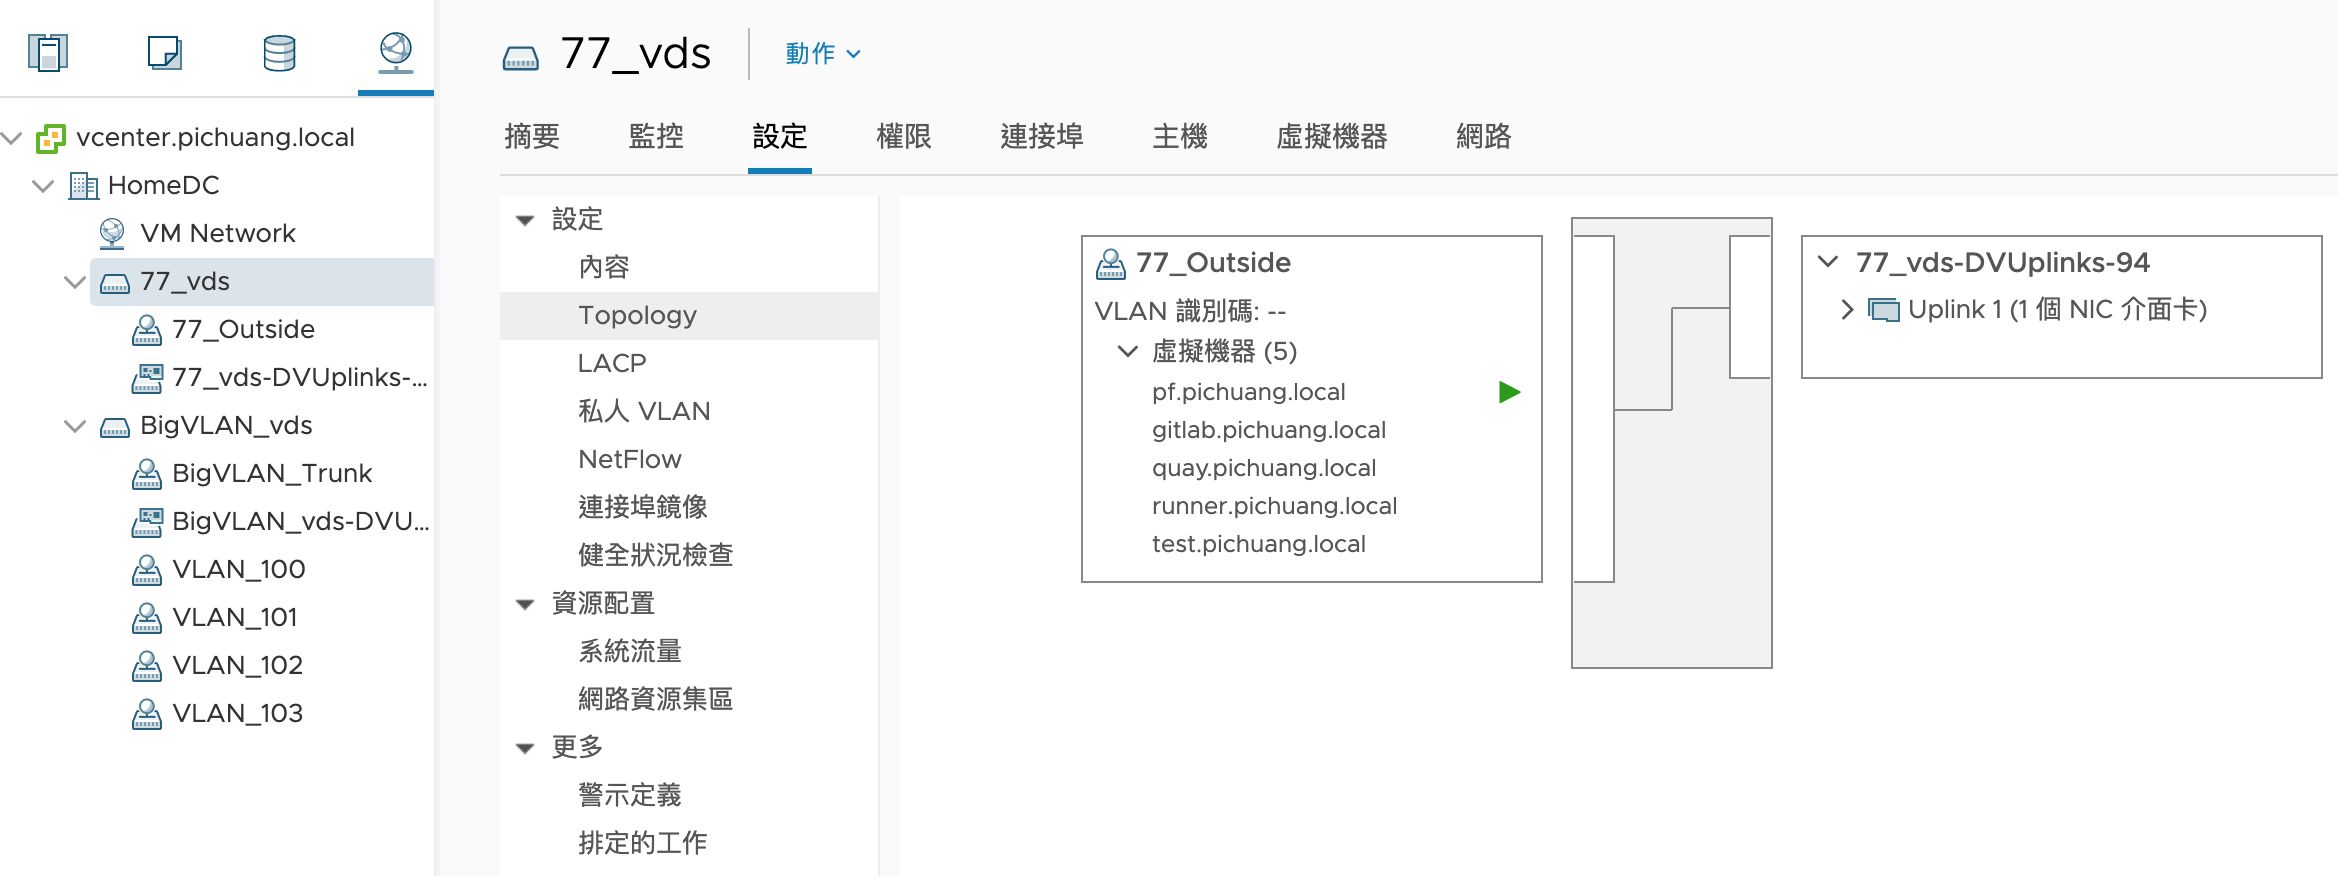 vcenter.pichuang.local
HomeDC
VM Network
77_vds
77_Outside
77_vds-DVUplinks-...
BigVLAN_vds
BigVLAN_Trunk
BigVLAN_vds-DVU...
VLAN_100
VLAN_101
VLAN_102
VLAN_103
77_vds
動作
摘要 監控 設定 權限 連接埠 主機 虛擬機器 網路
設定
內容
Topology
LACP
私人 VLAN
NetFlow
連接埠鏡像
健全狀況檢查
資源配置
系統流量
網路資源集區
更多
警示定義
排定的工作
77_Outside
VLAN 識別碼: --
虛擬機器 (5)
pf.pichuang.local
gitlab.pichuang.local
quay.pichuang.local
runner.pichuang.local
test.pichuang.local
77_vds-DVUplinks-94
Uplink 1 (1 個 NIC 介面卡)